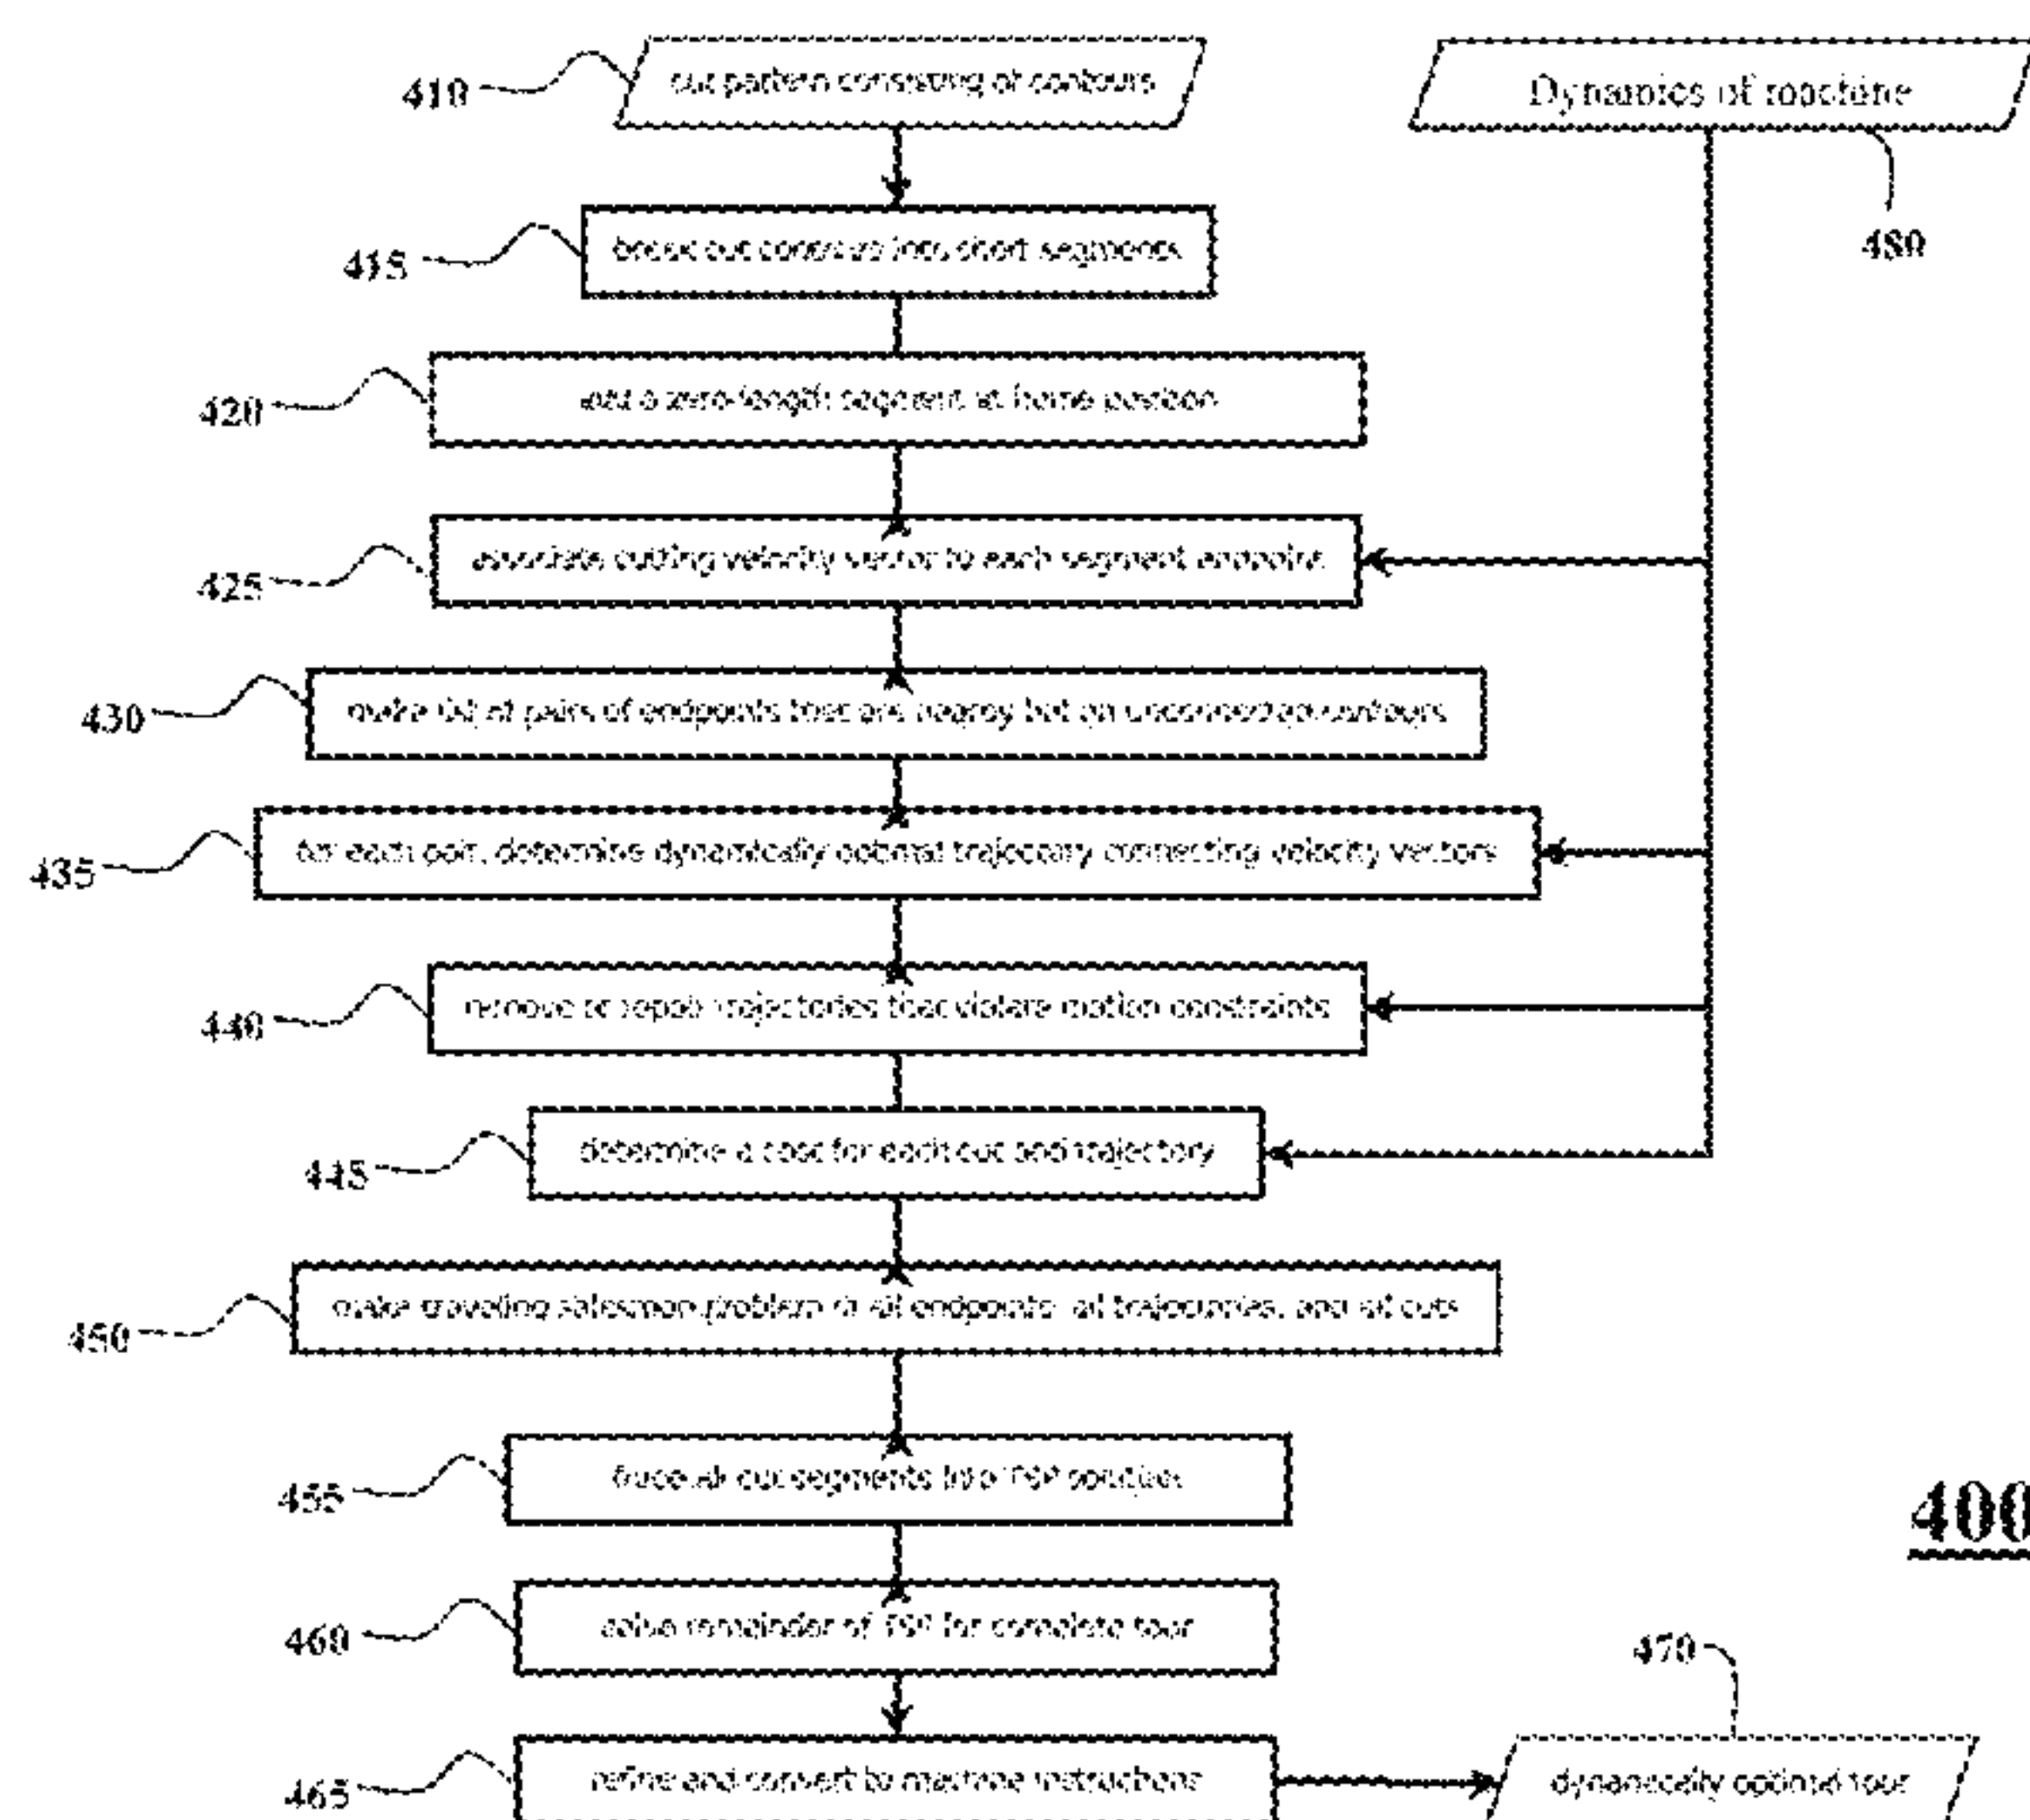 410
cut pattern consisting of contours
Dynamics of machine
480
415
break cut contours into short segments
420
add a zero-length segment at home position
425
associate cutting velocity vector to each segment endpoint
430
make list of pairs of endpoints that are nearby but on unconnected contours
435
for each pair, determine dynamically optimal trajectory connecting velocity vectors
440
remove or repair trajectories that violate motion constraints
445
determine a cost for each cut and trajectory
450
make traveling salesman problem of all endpoints, all trajectories, and all cuts
455
force all cut segments into TSP solution
400
460
solve remainder of TSP for complete tour
470
465
refine and convert to machine instructions
dynamically optimal tour